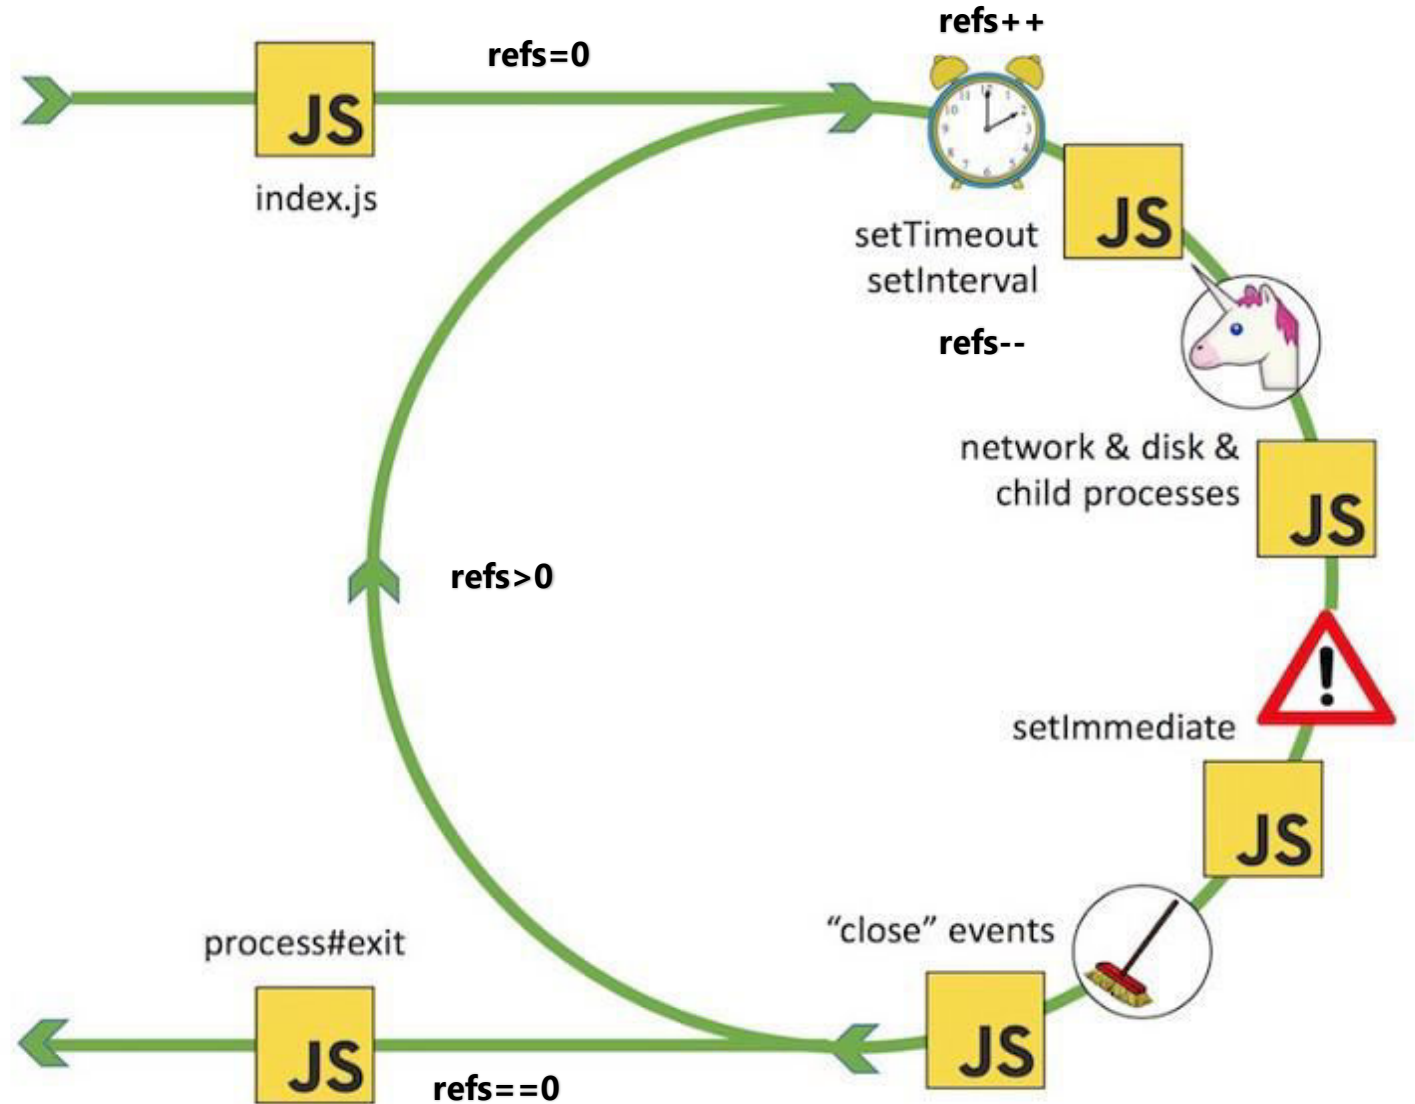 refs++
refs=0
JS
index.js
setTimeout
setInterval
JS
refs--
network & disk &
child processes
JS
refs>0
setImmediate
JS
“close” events
JS
process#exit
JS
refs==0